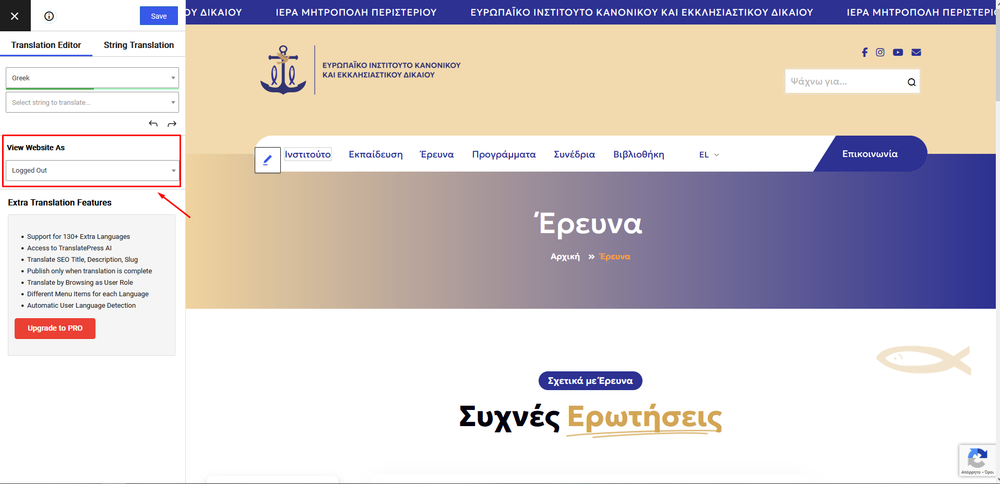 Save
Translation Editor
String Translation
Greek
Select string to translate...
View Website As
Logged Out
Extra Translation Features
Support for 130+ Extra Languages
Access to TranslatePress AI
Translate SEO Title, Description, Slug
Publish only when translation is complete
Translate by Browsing as User Role
Different Menu Items for each Language
Automatic User Language Detection
Upgrade to PRO
ΟΥ ΔΙΚΑΙΟΥ ΙΕΡΑ ΜΗΤΡΟΠΟΛΗ ΠΕΡΙΣΤΕΡΙΟΥ ΕΥΡΩΠΑΪΚΟ ΙΝΣΤΙΤΟΥΤΟ ΚΑΝΟΝΙΚΟΥ ΚΑΙ ΕΚΚΛΗΣΙΑΣΤΙΚΟΥ ΔΙΚΑΙΟΥ ΙΕΡΑ ΜΗΤΡΟΠΟΛΗ ΠΕΡΙΣΤΕΡΙΟ
ΕΥΡΩΠΑΪΚΟ ΙΝΣΤΙΤΟΥΤΟ ΚΑΝΟΝΙΚΟΥ
ΚΑΙ ΕΚΚΛΗΣΙΑΣΤΙΚΟΥ ΔΙΚΑΙΟΥ
Ψάχνω για...
Ινστιτούτο Εκπαίδευση Έρευνα Προγράμματα Συνέδρια Βιβλιοθήκη EL Επικοινωνία
Έρευνα
Αρχική » Έρευνα
Σχετικά με Έρευνα
Συχνές Ερωτήσεις
Απόρρητο - Όροι